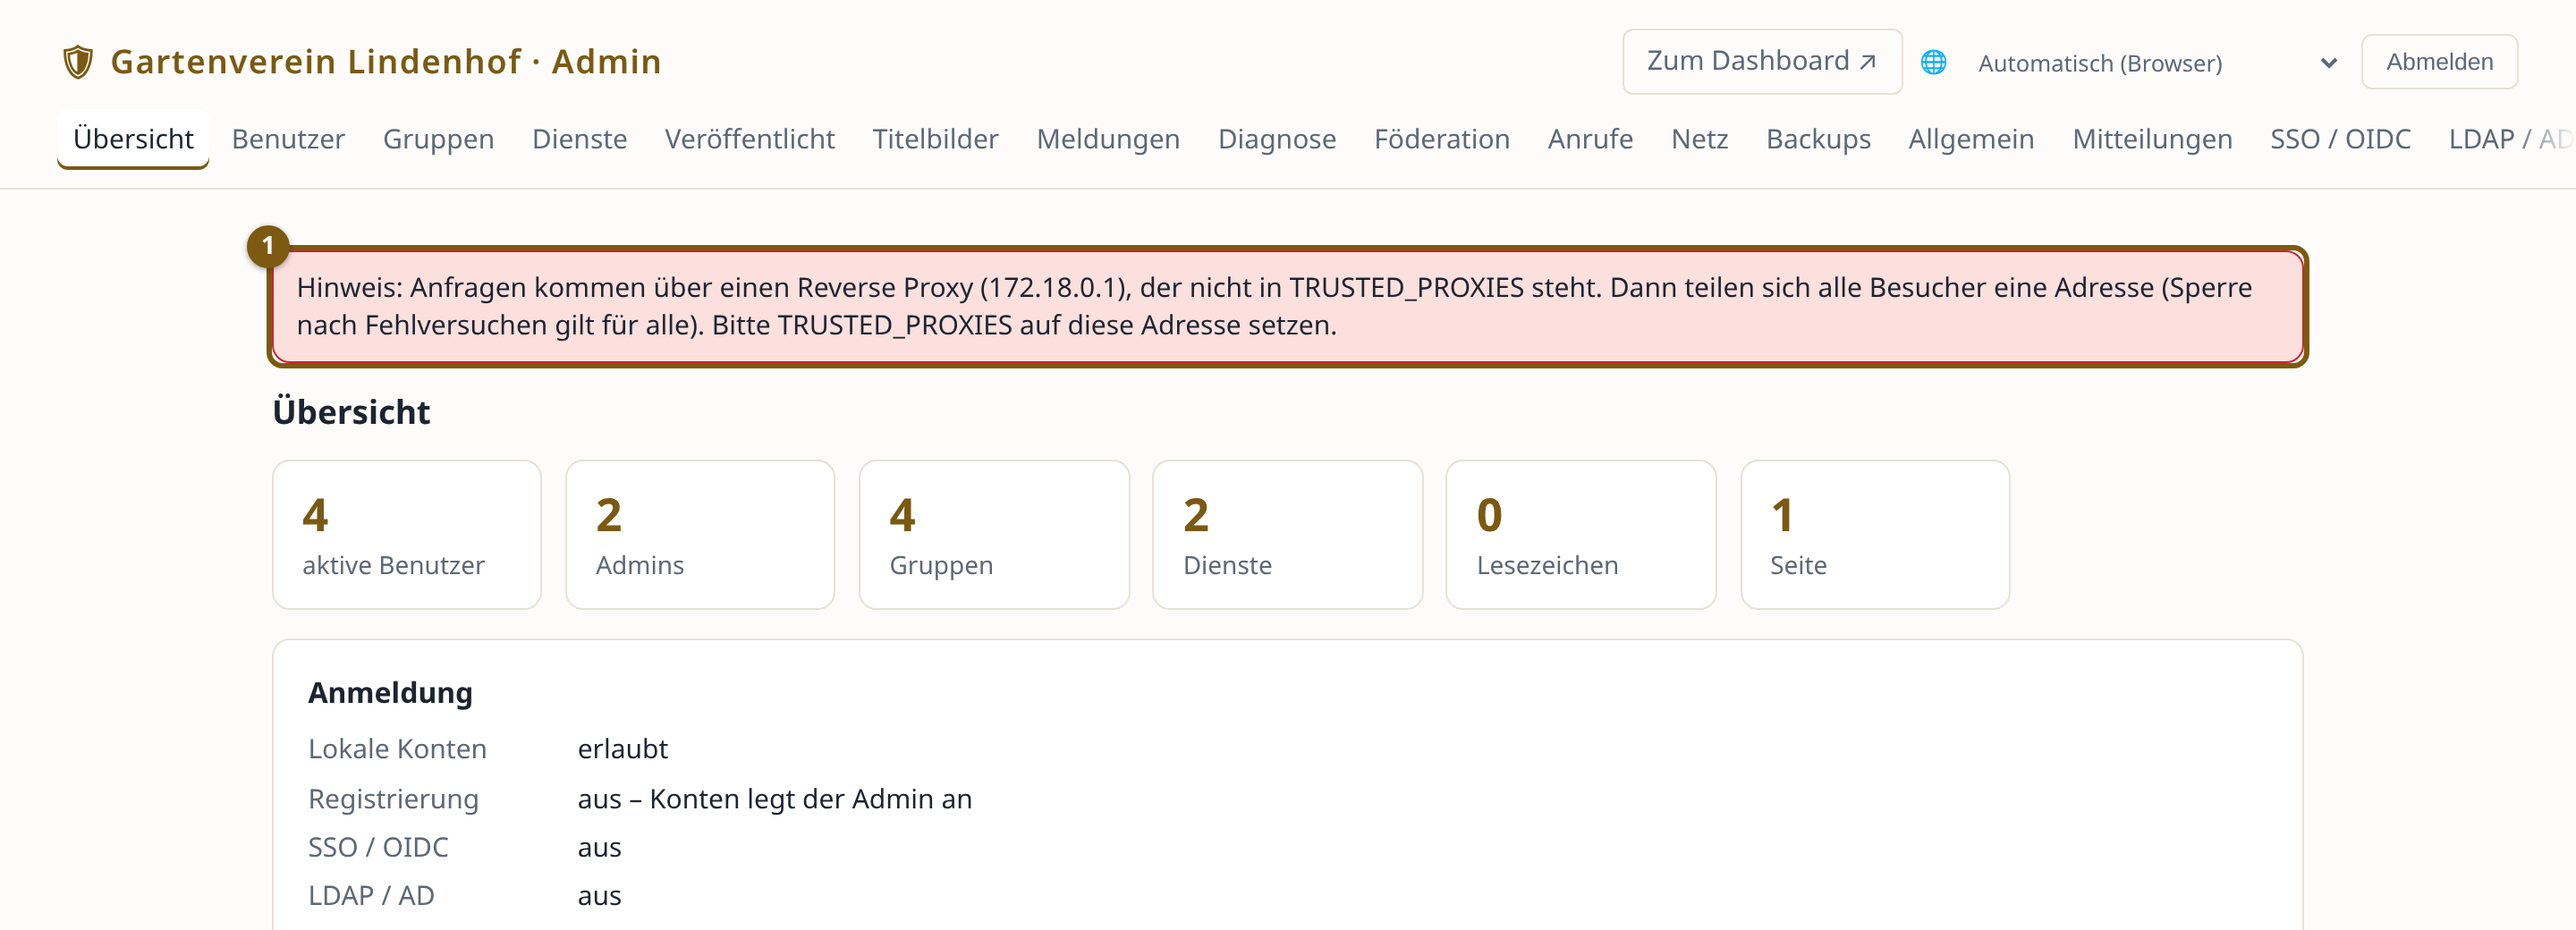 Gartenverein Lindenhof · Admin
Zum Dashboard ↗
Automatisch (Browser)
Abmelden
Übersicht Benutzer Gruppen Dienste Veröffentlicht Titelbilder Meldungen Diagnose Föderation Anrufe Netz Backups Allgemein Mitteilungen SSO / OIDC LDAP / AD
1
Hinweis: Anfragen kommen über einen Reverse Proxy (172.18.0.1), der nicht in TRUSTED_PROXIES steht. Dann teilen sich alle Besucher eine Adresse (Sperre
nach Fehlversuchen gilt für alle). Bitte TRUSTED_PROXIES auf diese Adresse setzen.
Übersicht
4
aktive Benutzer
2
Admins
4
Gruppen
2
Dienste
0
Lesezeichen
1
Seite
Anmeldung
Lokale Konten erlaubt
Registrierung aus – Konten legt der Admin an
SSO / OIDC aus
LDAP / AD aus